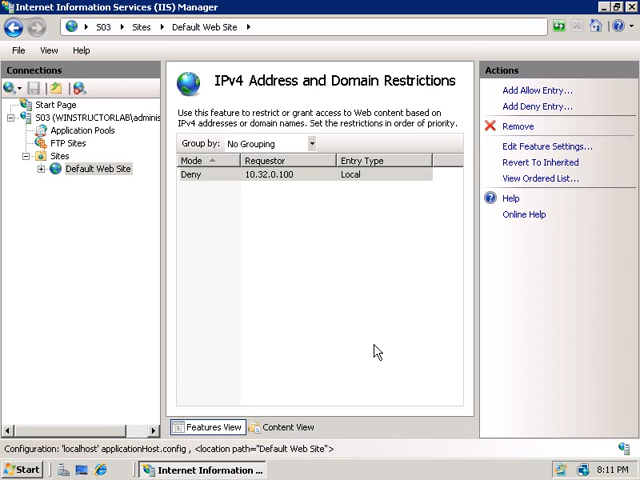 Internet Information Services (IIS) Manager
S03
Sites
Default Web Site
File
View
Help
Connections
Start Page
S03 (WINSTRUCTORLAB\adminis
Application Pools
FTP Sites
Sites
Default Web Site
IPv4 Address and Domain Restrictions
Use this feature to restrict or grant access to Web content based on
IPv4 addresses or domain names. Set the restrictions in order of priority.
Group by: No Grouping
Mode Requestor Entry Type
Deny 10.32.0.100 Local
Features View
Content View
Actions
Add Allow Entry...
Add Deny Entry...
Remove
Edit Feature Settings...
Revert To Inherited
View Ordered List...
Help
Online Help
Configuration: 'localhost' applicationHost.config , <location path="Default Web Site">
Start
Internet Information ...
8:11 PM